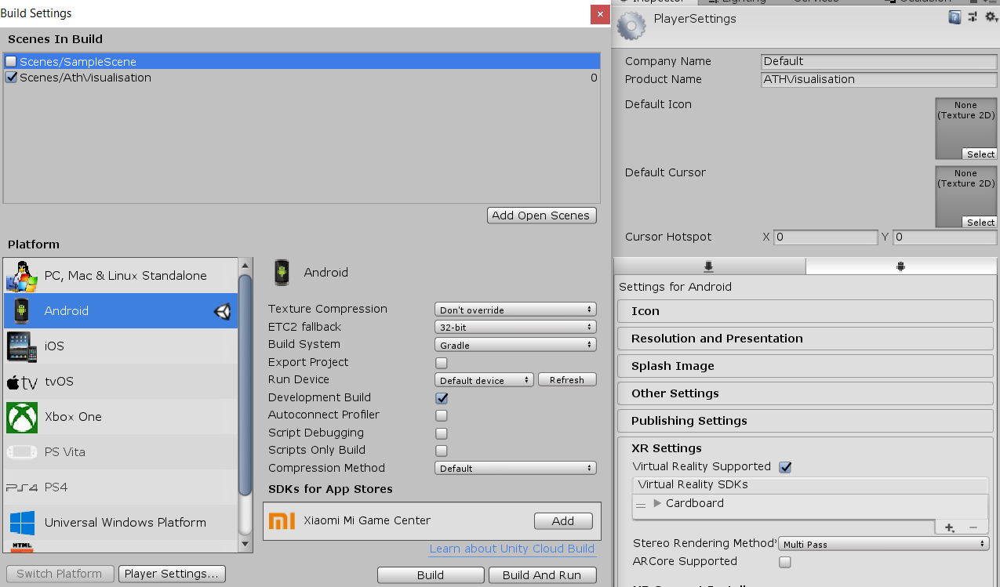 Build Settings
Scenes In Build
Scenes/SampleScene
Scenes/AthVisualisation 0
Add Open Scenes
Platform
PC, Mac & Linux Standalone
Android
iOS
tv tvOS
Xbox One
PS Vita
PS4 PS4
Universal Windows Platform
HTML
Switch Platform
Player Settings...
Android
Texture Compression Don't override
ETC2 fallback 32-bit
Build System Gradle
Export Project
Run Device Default device Refresh
Development Build
Autoconnect Profiler
Script Debugging
Scripts Only Build
Compression Method Default
SDKs for App Stores
mi Xiaomi Mi Game Center Add
Learn about Unity Cloud Build
Build Build And Run
Inspector Lighting Services Occlusion
PlayerSettings
Company Name Default
Product Name ATHVisualisation
Default Icon None
(Texture 2D)
Select
Default Cursor None
(Texture 2D)
Select
Cursor Hotspot X 0 Y 0
Settings for Android
Icon
Resolution and Presentation
Splash Image
Other Settings
Publishing Settings
XR Settings
Virtual Reality Supported
Virtual Reality SDKs
Cardboard
Stereo Rendering Method* Multi Pass
ARCore Supported